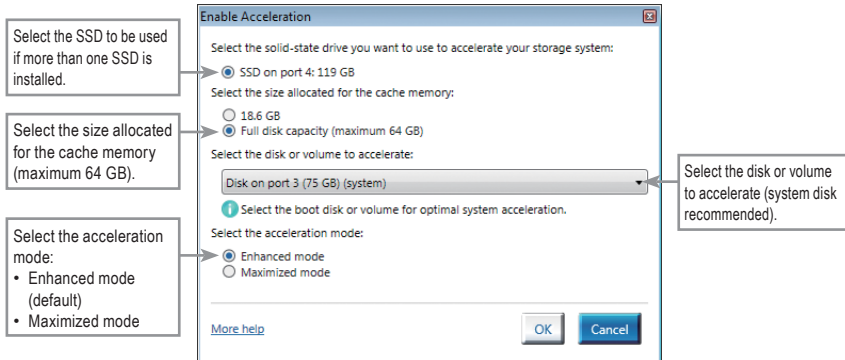 Enable Acceleration
Select the SSD to be used
if more than one SSD is
installed.
Select the solid-state drive you want to use to accelerate your storage system:
SSD on port 4: 119 GB
Select the size allocated for the cache memory:
18.6 GB
Full disk capacity (maximum 64 GB)
Select the size allocated
for the cache memory
(maximum 64 GB).
Select the disk or volume to accelerate:
Disk on port 3 (75 GB) (system)
Select the boot disk or volume for optimal system acceleration.
Select the disk or volume
to accelerate (system disk
recommended).
Select the acceleration mode:
Enhanced mode
Maximized mode
Select the acceleration
mode:
• Enhanced mode
(default)
• Maximized mode
More help
OK
Cancel